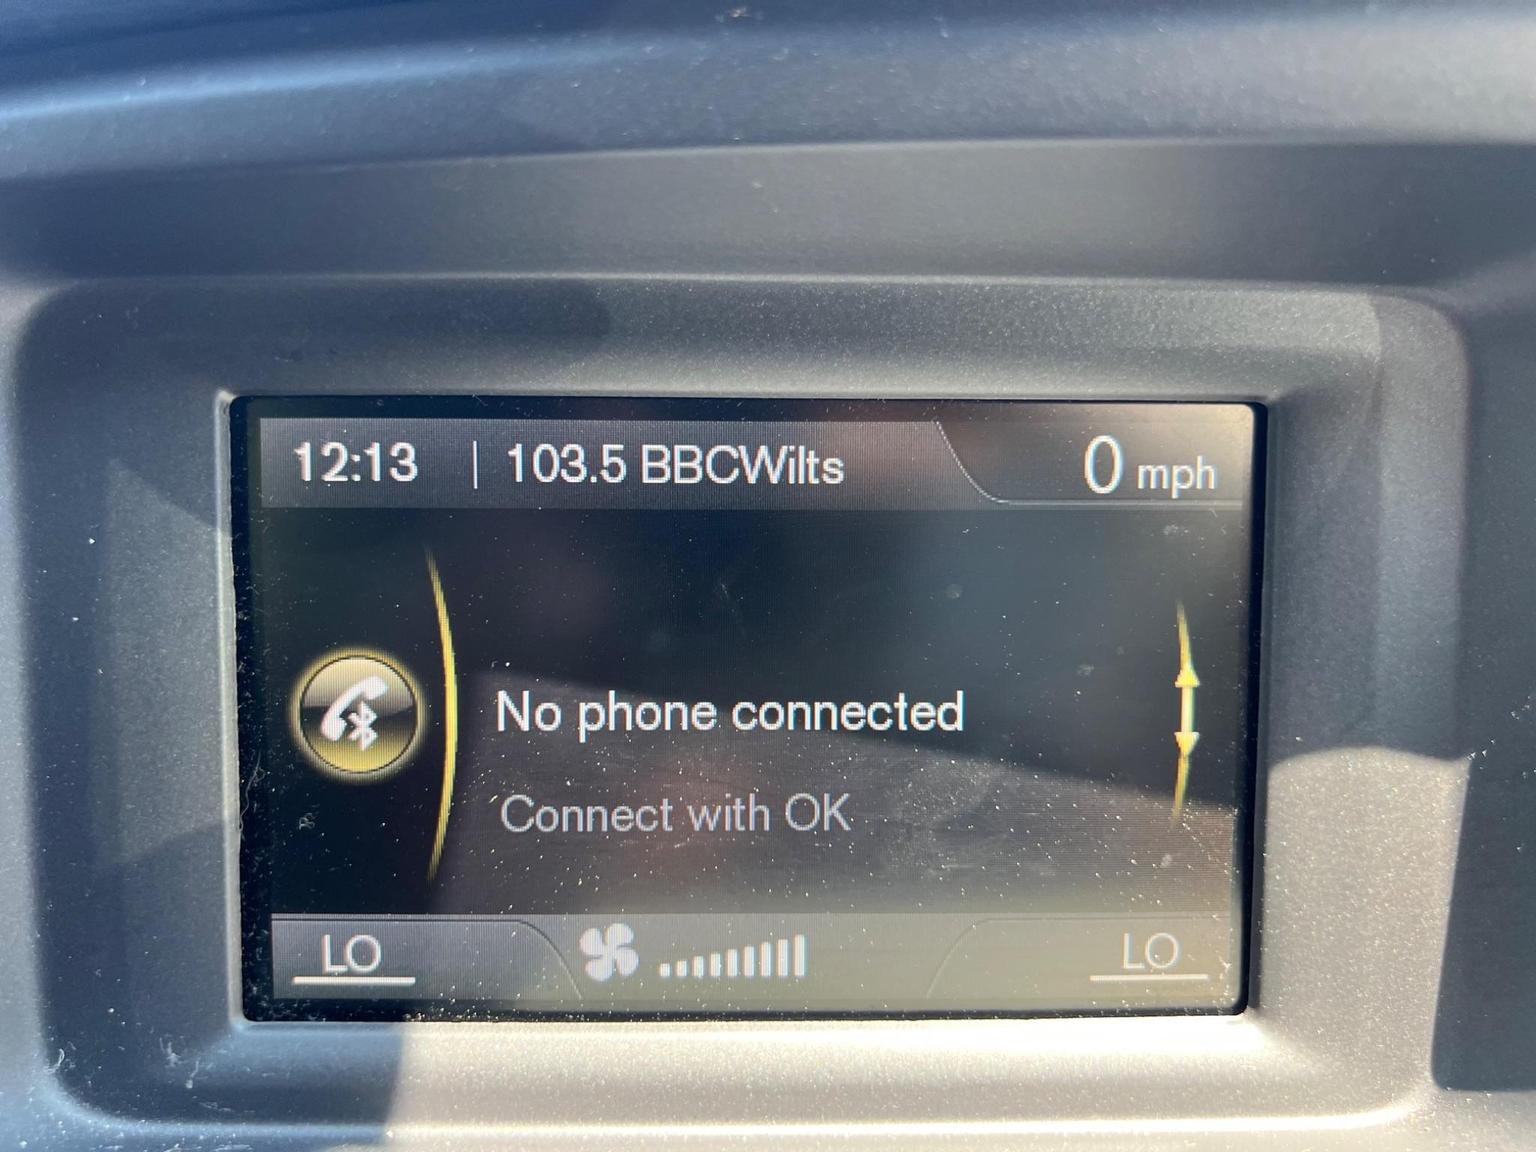 12:13 | 103.5 BBCWilts 0 mph
No phone connected
Connect with OK
LO LO